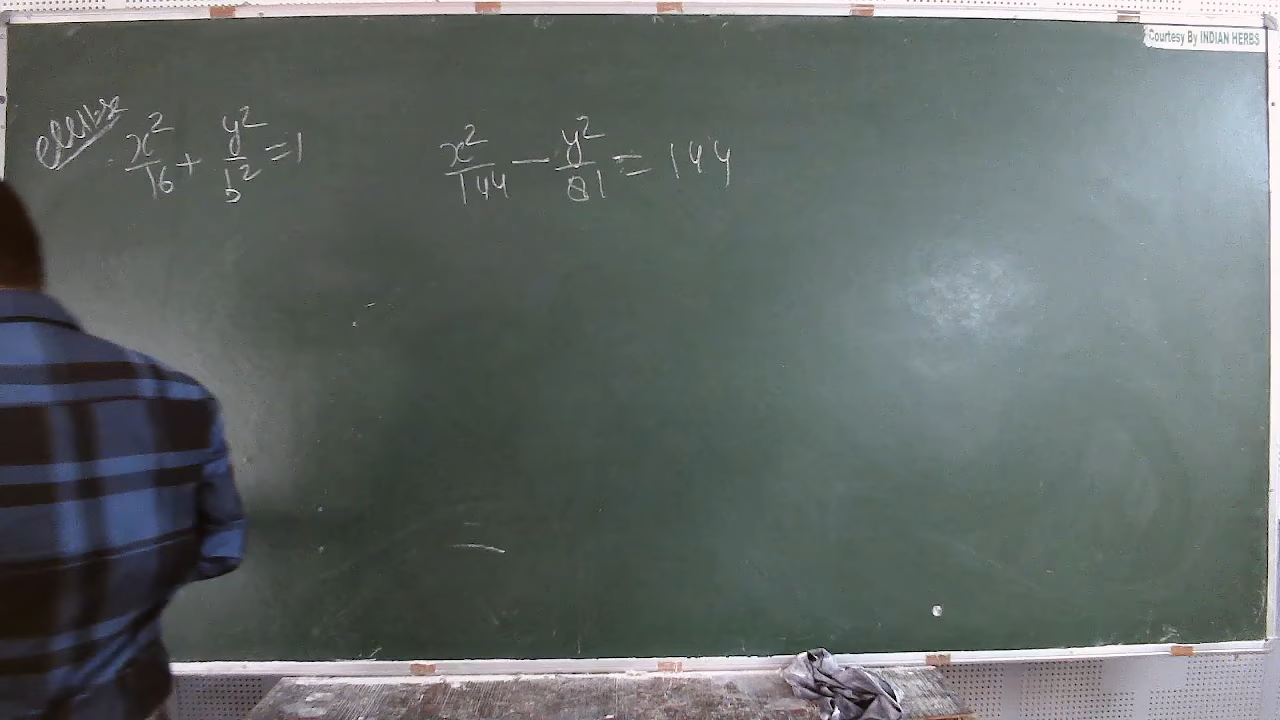 Courtesy By INDIAN HERBS
ellipse x²/16 + y²/b² = 1
x²/144 - y²/81 = 144